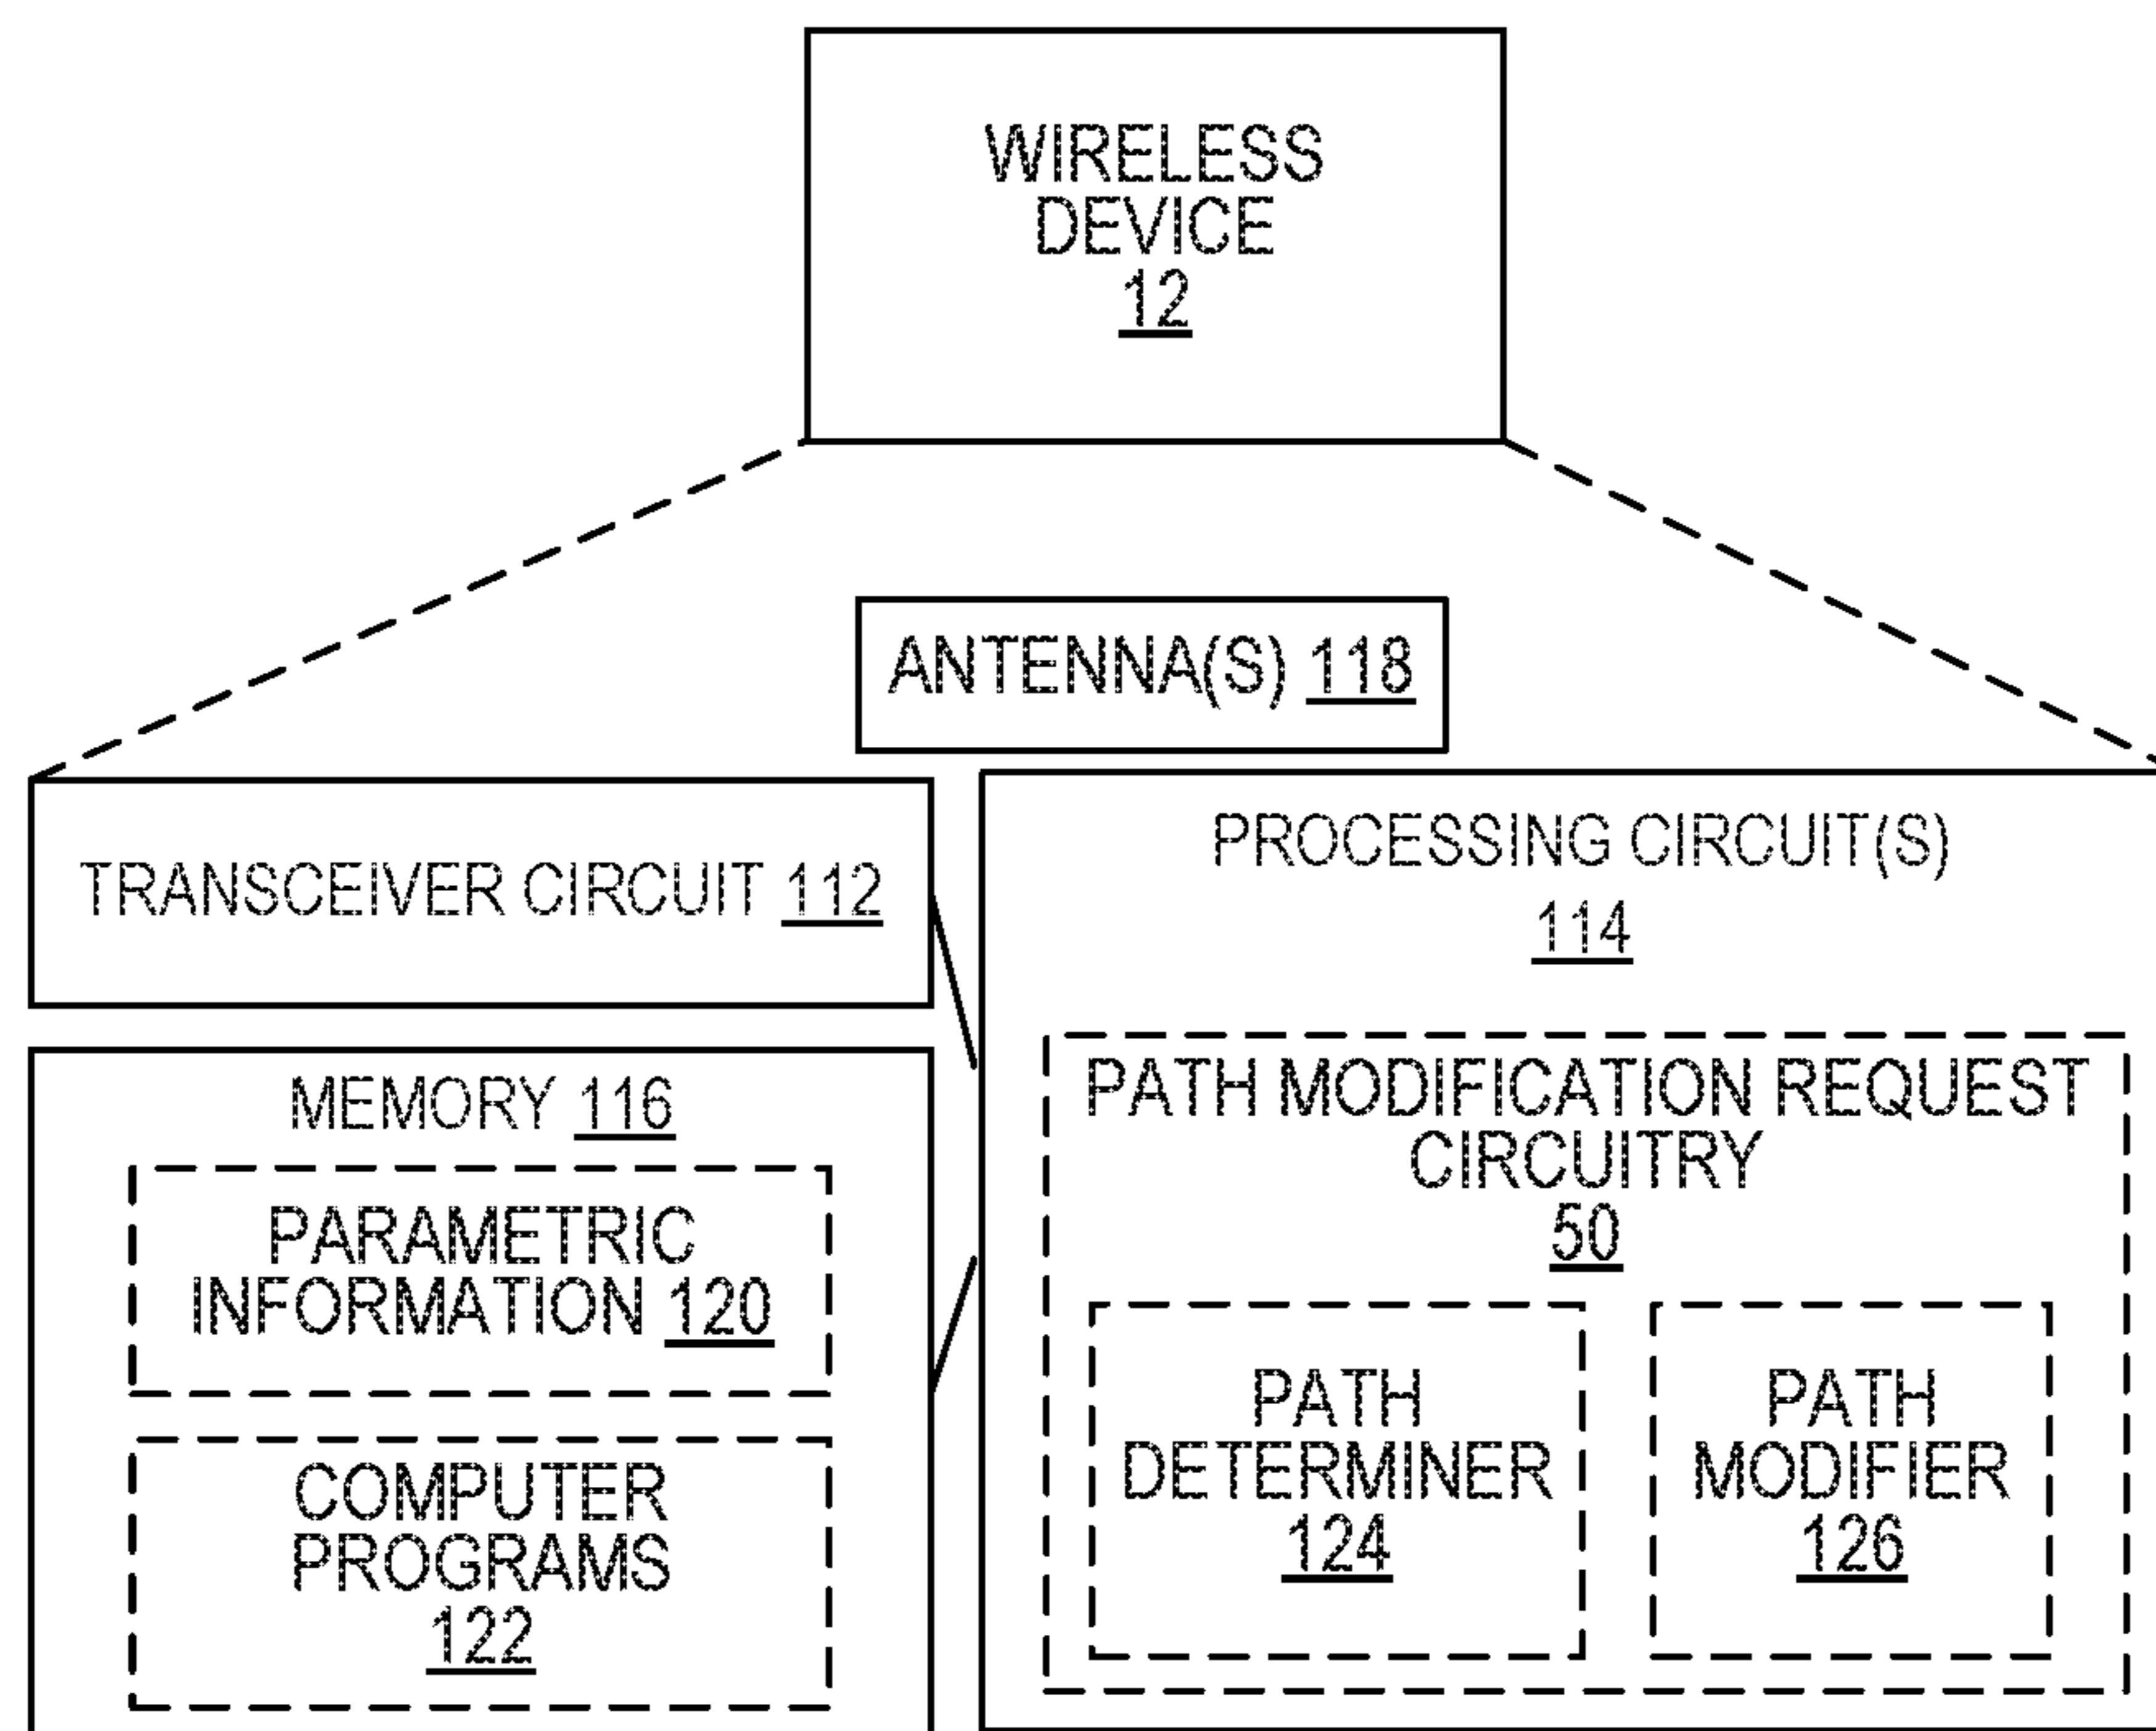 WIRELESS
DEVICE
12
ANTENNA(S) 118
TRANSCEIVER CIRCUIT 112
PROCESSING CIRCUIT(S)
114
MEMORY 116
PARAMETRIC
INFORMATION 120
COMPUTER
PROGRAMS
122
PATH MODIFICATION REQUEST
CIRCUITRY
50
PATH
DETERMINER
124
PATH
MODIFIER
126